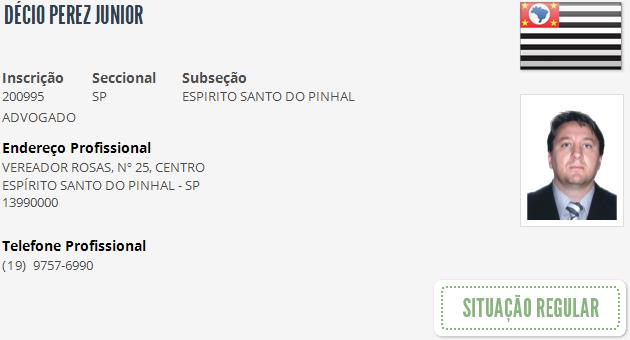 DÉCIO PEREZ JUNIOR
Inscrição Seccional Subseção
200995 SP ESPIRITO SANTO DO PINHAL
ADVOGADO
Endereço Profissional
VEREADOR ROSAS, Nº 25, CENTRO
ESPÍRITO SANTO DO PINHAL - SP
13990000
Telefone Profissional
(19) 9757-6990
SITUAÇÃO REGULAR